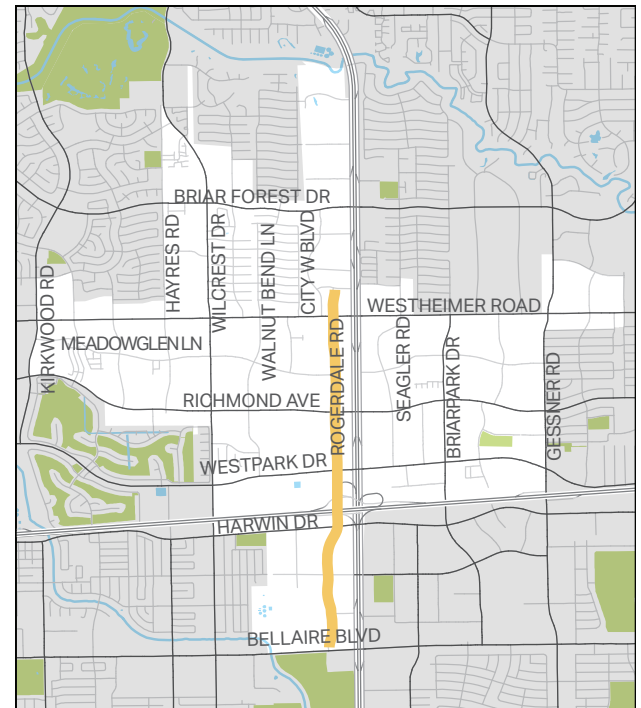 BRIAR FOREST DR
HAYRES RD
WILCREST DR
WALNUT BEND LN
CITY W BLVD
KIRKWOOD RD
WESTHEIMER ROAD
MEADOWGLEN LN
ROGERDALE RD
SEAGLER RD
BRIARPARK DR
GESSNER RD
RICHMOND AVE
WESTPARK DR
HARWIN DR
BELLAIRE BLVD